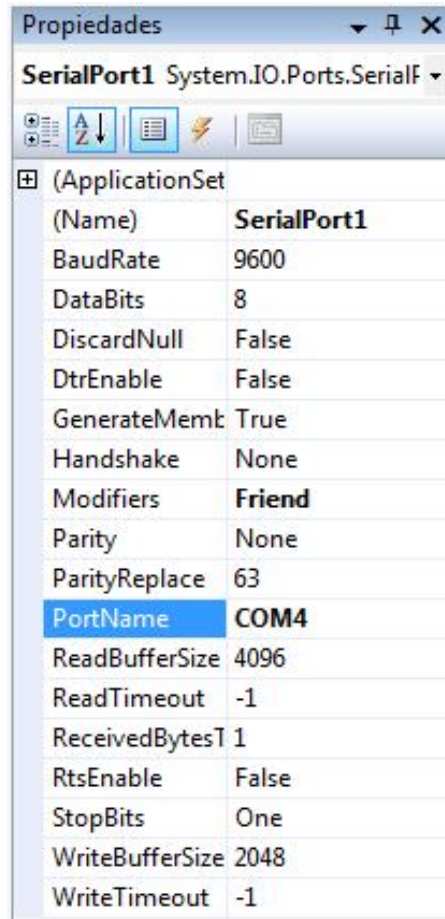 Propiedades
SerialPort1 System.IO.Ports.SerialF
(ApplicationSet
(Name) SerialPort1
BaudRate 9600
DataBits 8
DiscardNull False
DtrEnable False
GenerateMemb True
Handshake None
Modifiers Friend
Parity None
ParityReplace 63
PortName COM4
ReadBufferSize 4096
ReadTimeout -1
ReceivedBytesT 1
RtsEnable False
StopBits One
WriteBufferSize 2048
WriteTimeout -1